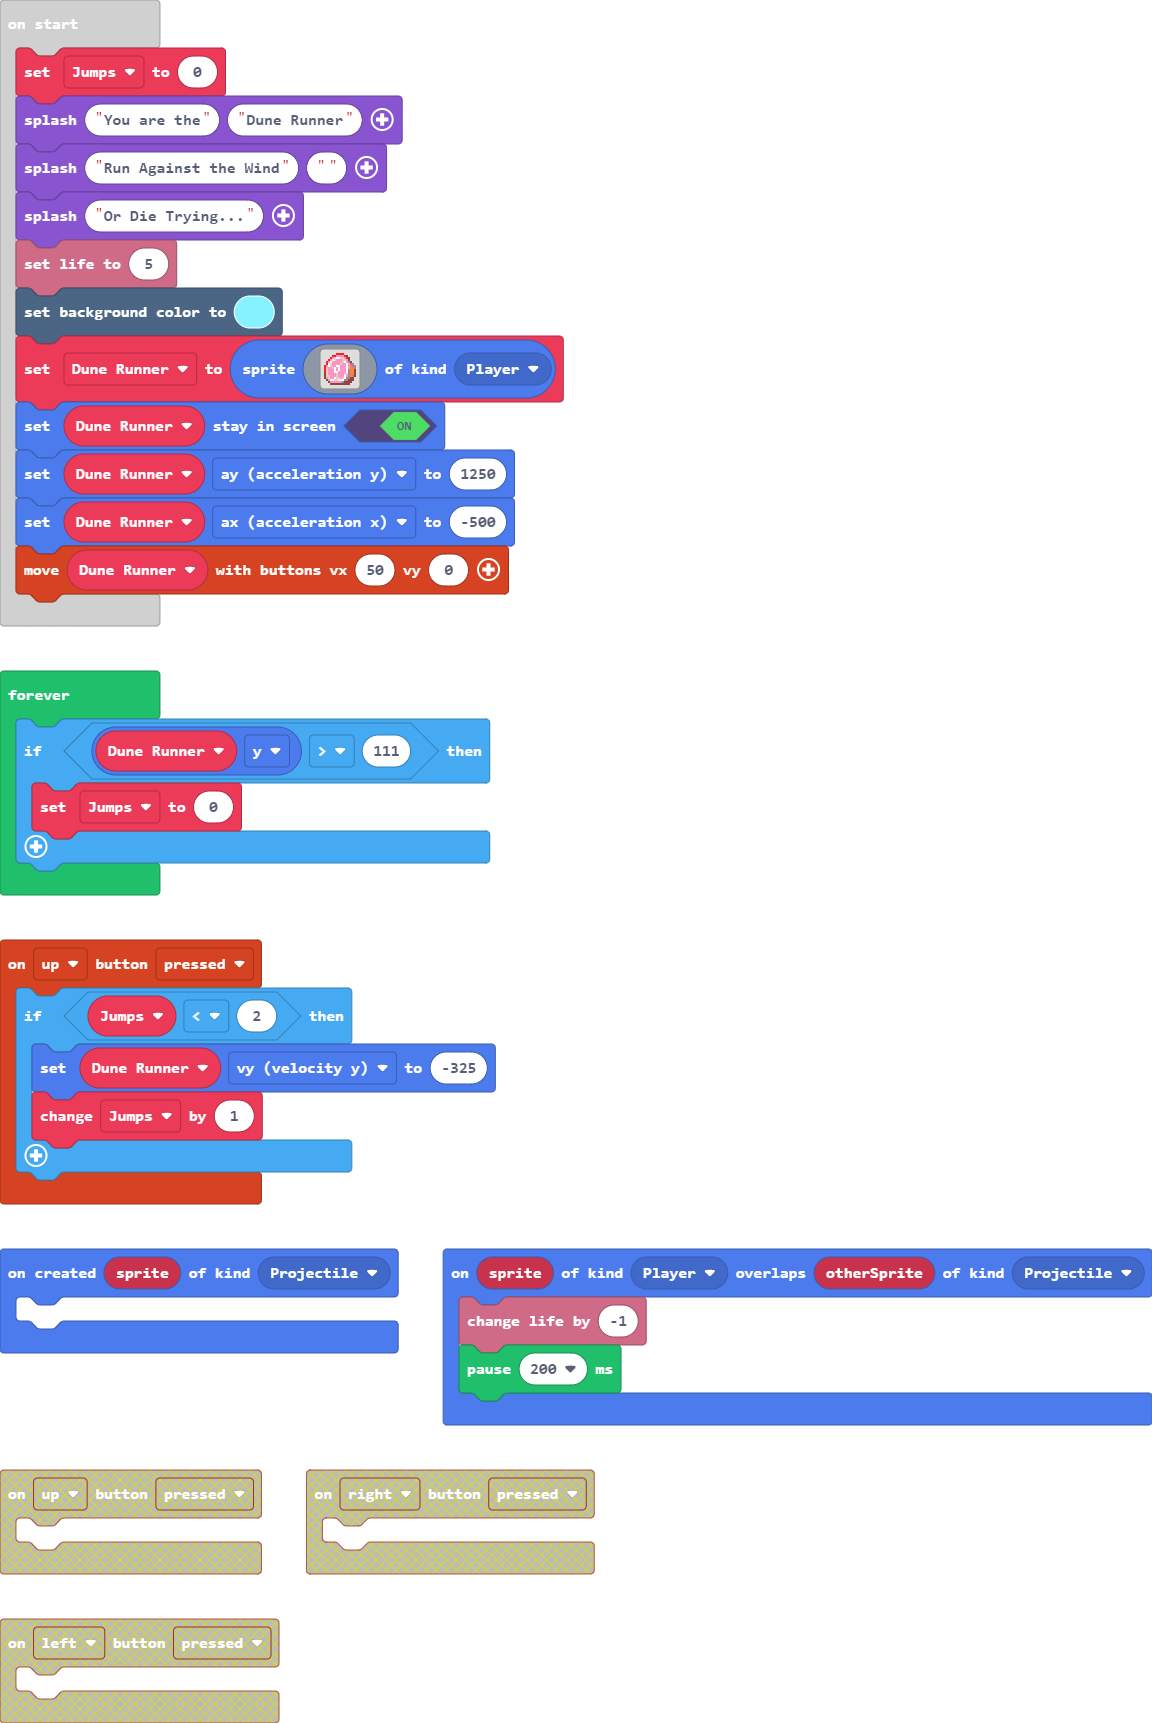 on start
set Jumps to 0
splash "You are the" "Dune Runner"
splash "Run Against the Wind" " "
splash "Or Die Trying..."
set life to 5
set background color to
set Dune Runner to sprite of kind Player
set Dune Runner stay in screen ON
set Dune Runner ay (acceleration y) to 1250
set Dune Runner ax (acceleration x) to -500
move Dune Runner with buttons vx 50 vy 0
forever
if Dune Runner y > 111 then
set Jumps to 0
on up button pressed
if Jumps < 2 then
set Dune Runner vy (velocity y) to -325
change Jumps by 1
on created sprite of kind Projectile
on sprite of kind Player overlaps otherSprite of kind Projectile
change life by -1
pause 200 ms
on up button pressed
on right button pressed
on left button pressed